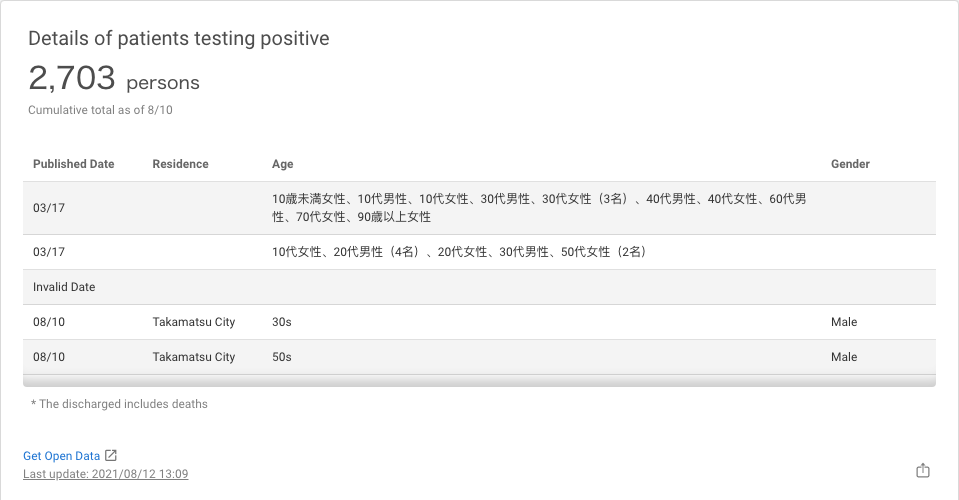 Details of patients testing positive
2,703 persons
Cumulative total as of 8/10
Published Date Residence Age Gender
03/17 10歳未満女性、10代男性、10代女性、30代男性、30代女性（3名）、40代男性、40代女性、60代男
性、70代女性、90歳以上女性
03/17 10代女性、20代男性（4名）、20代女性、30代男性、50代女性（2名）
Invalid Date
08/10 Takamatsu City 30s Male
08/10 Takamatsu City 50s Male
* The discharged includes deaths
Get Open Data
Last update: 2021/08/12 13:09